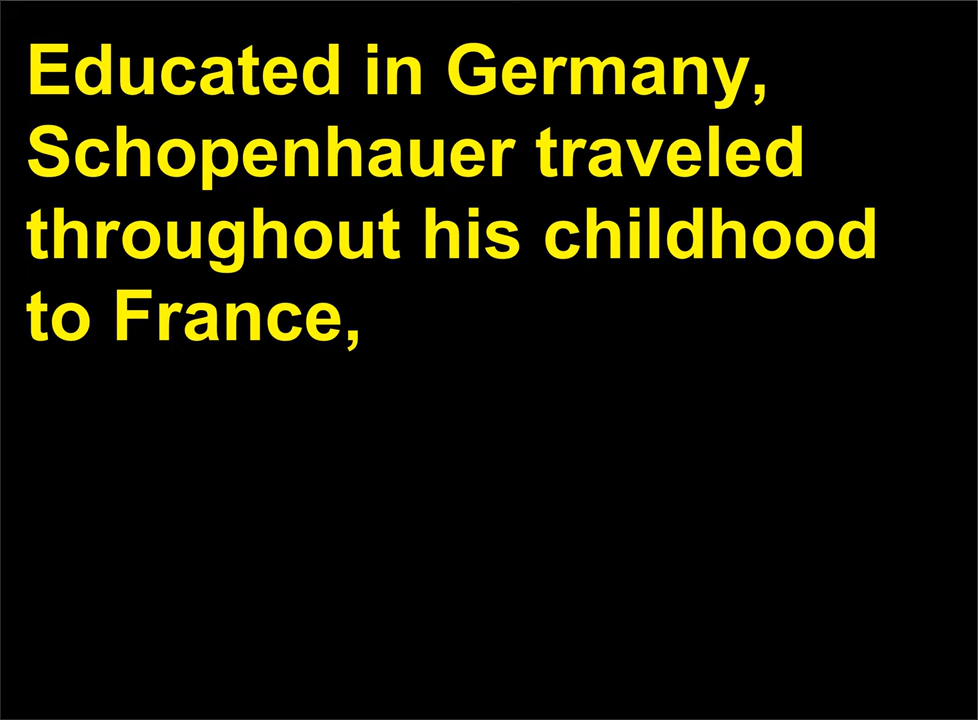 Educated in Germany,
Schopenhauer traveled
throughout his childhood
to France,